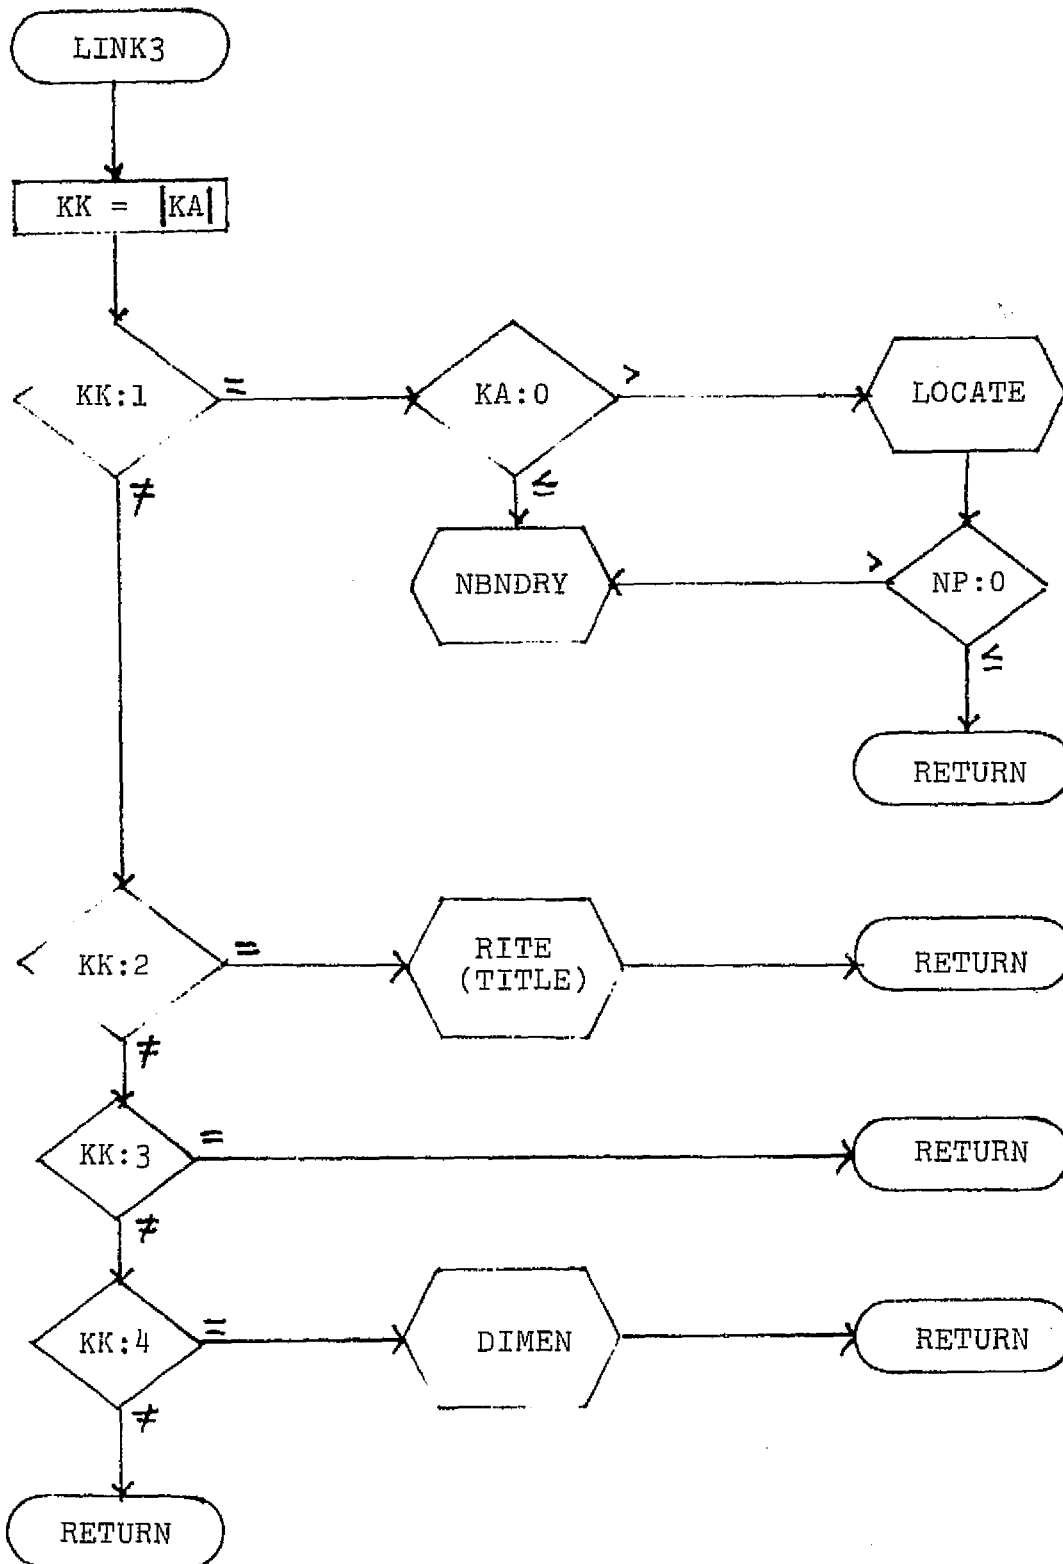 LINK3
KK = |KA|
KK:1
=
KA:0
>
LOCATE
≠
≤
NBNDRY
>
NP:0
≤
RETURN
KK:2
=
RITE
(TITLE)
RETURN
≠
KK:3
=
RETURN
≠
KK:4
=
DIMEN
RETURN
≠
RETURN